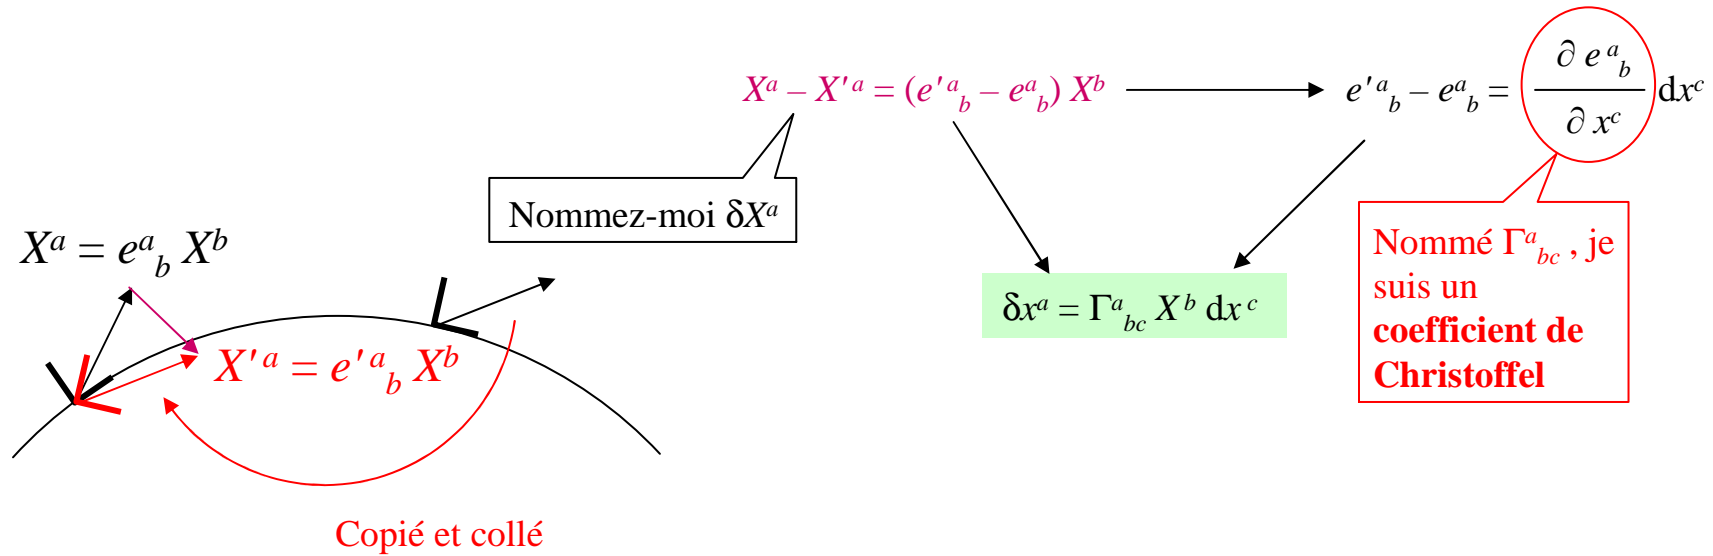 Xᵃ – X′ᵃ = (e′ᵃ_b – eᵃ_b) Xᵇ
e′ᵃ_b – eᵃ_b = ∂ eᵃ_b / ∂ xᶜ dxᶜ
Nommez-moi δXᵃ
Xᵃ = eᵃ_b Xᵇ
Nommé Γᵃ_bc , je
suis un
coefficient de
Christoffel
δxᵃ = Γᵃ_bc Xᵇ dxᶜ
X′ᵃ = e′ᵃ_b Xᵇ
Copié et collé